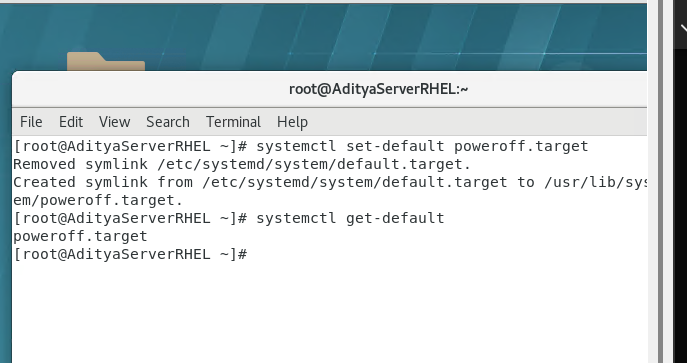 root@AdityaServerRHEL:~
File Edit View Search Terminal Help
[root@AdityaServerRHEL ~]# systemctl set-default poweroff.target
Removed symlink /etc/systemd/system/default.target.
Created symlink from /etc/systemd/system/default.target to /usr/lib/sys
em/poweroff.target.
[root@AdityaServerRHEL ~]# systemctl get-default
poweroff.target
[root@AdityaServerRHEL ~]#